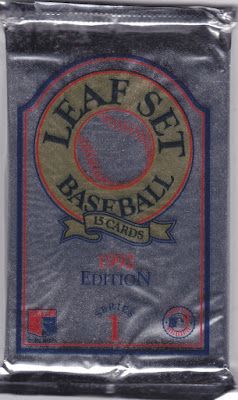 LEAF SET
BASEBALL
15 CARDS
1992
EDITION
SERIES
1